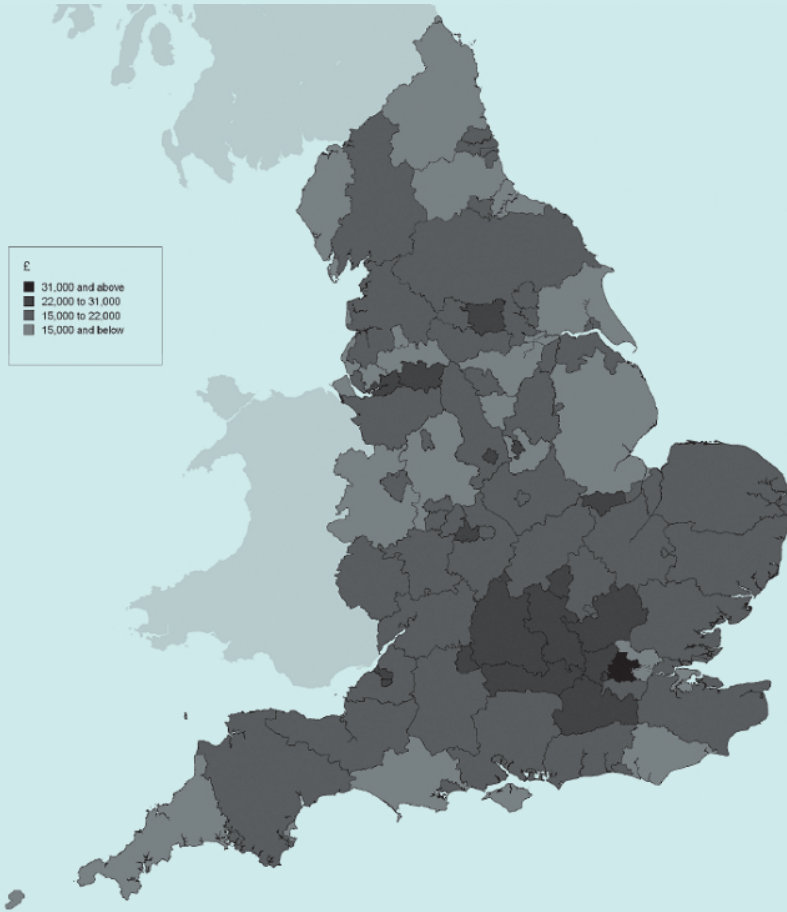 £
31,000 and above
22,000 to 31,000
15,000 to 22,000
15,000 and below